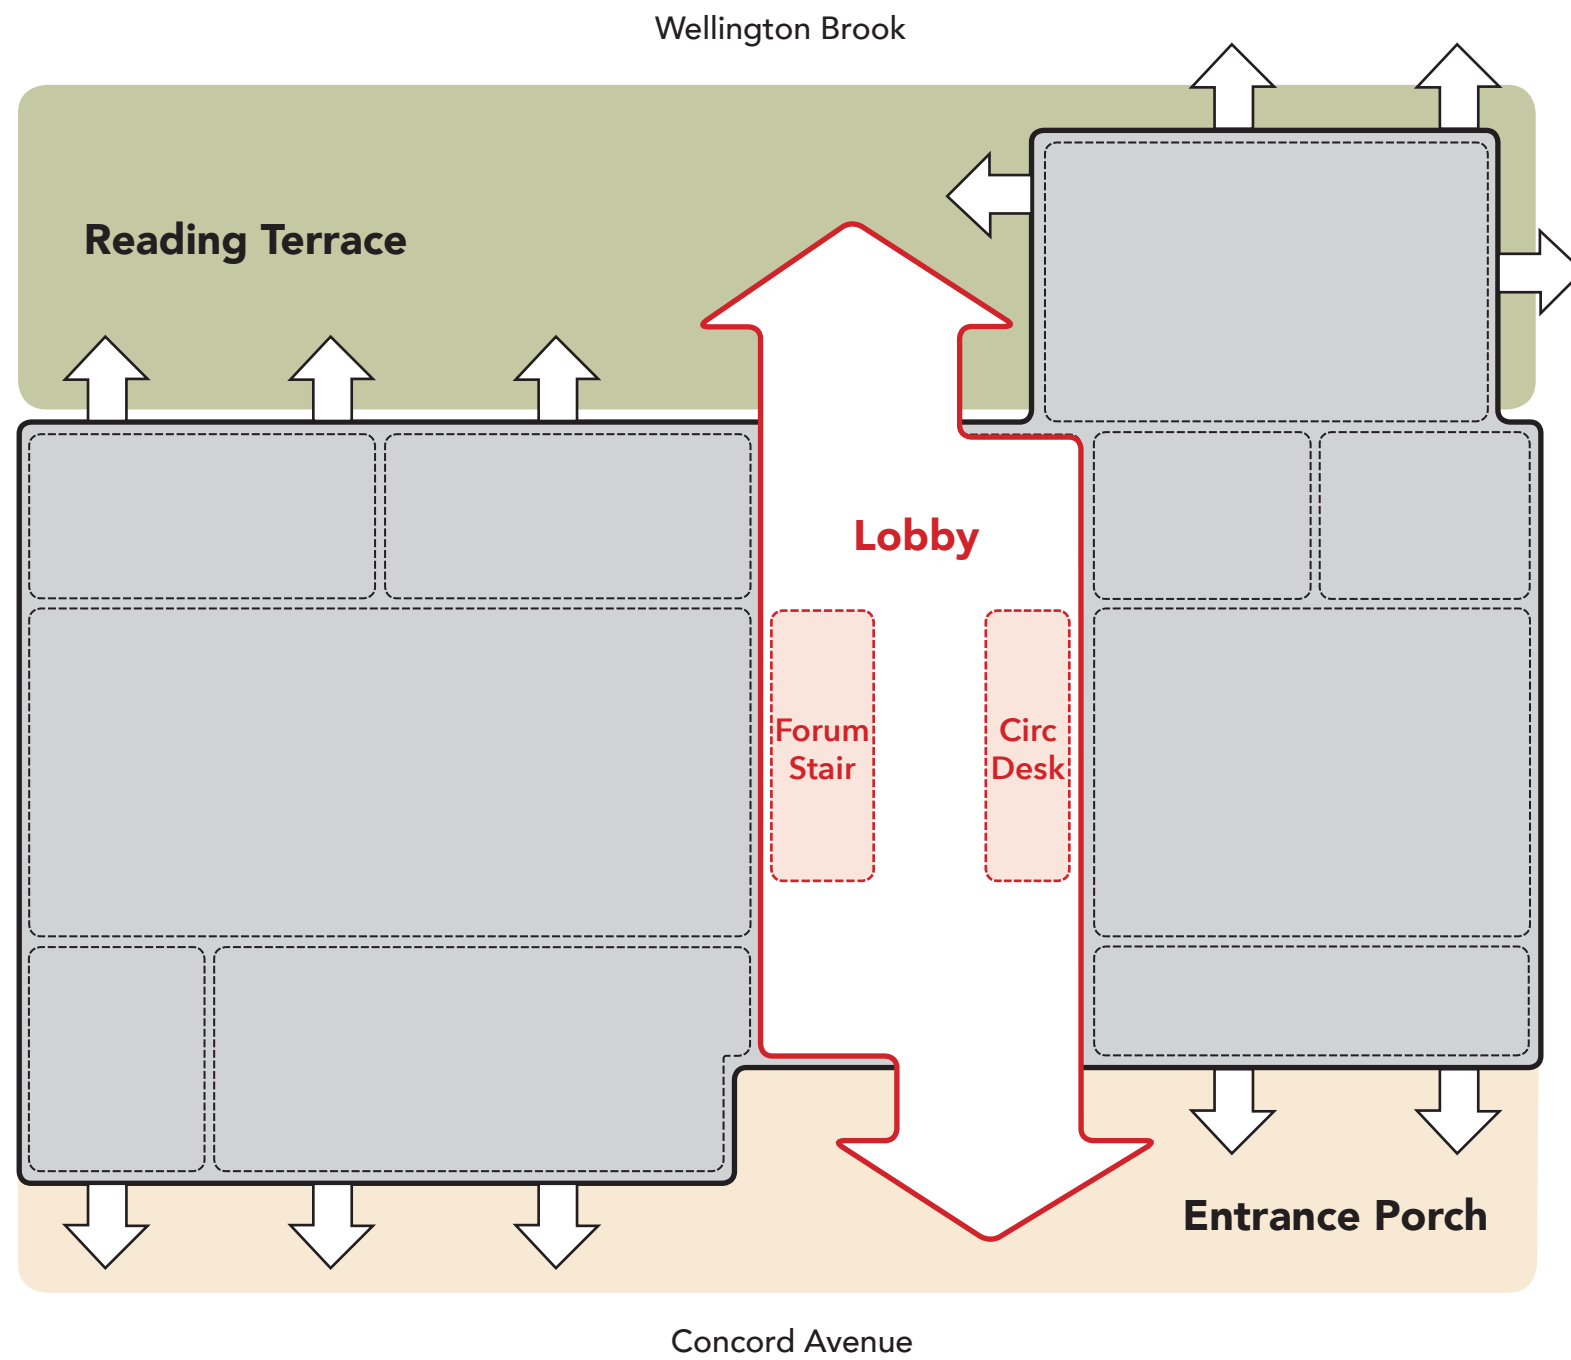 Wellington Brook
Reading Terrace
Lobby
Forum
Stair
Circ
Desk
Entrance Porch
Concord Avenue